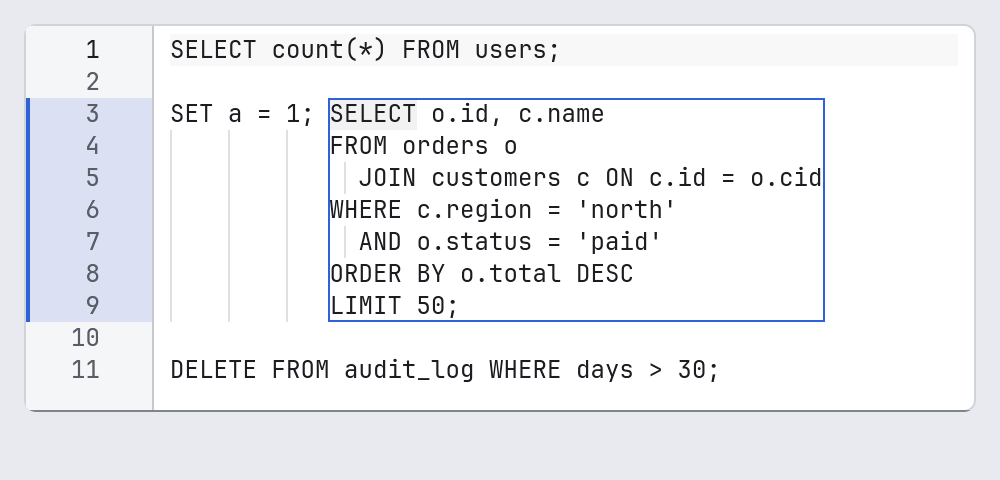 1 SELECT count(*) FROM users;
2
3 SET a = 1; SELECT o.id, c.name
4 FROM orders o
5 JOIN customers c ON c.id = o.cid
6 WHERE c.region = 'north'
7 AND o.status = 'paid'
8 ORDER BY o.total DESC
9 LIMIT 50;
10
11 DELETE FROM audit_log WHERE days > 30;